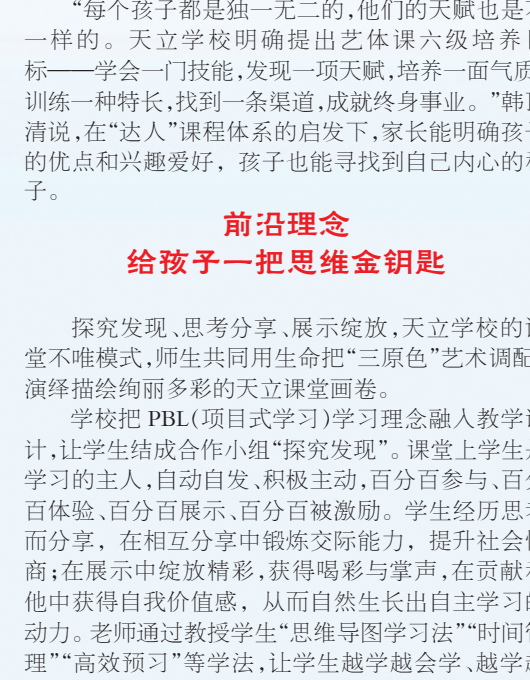 “每个孩子都是独一无二的,他们的天赋也是
一样的。天立学校明确提出艺体课六级培养
标——学会一门技能,发现一项天赋,培养一面气质
训练一种特长,找到一条渠道,成就终身事业。”韩
清说,在“达人”课程体系的启发下,家长能明确孩
的优点和兴趣爱好，孩子也能寻找到自己内心的
子。
前沿理念
给孩子一把思维金钥匙
探究发现、思考分享、展示绽放,天立学校的
堂不唯模式,师生共同用生命把“三原色”艺术调配
演绎描绘绚丽多彩的天立课堂画卷。
学校把PBL(项目式学习)学习理念融入教学
计,让学生结成合作小组“探究发现”。课堂上学生
学习的主人,自动自发、积极主动,百分百参与、百
百体验、百分百展示、百分百被激励。学生经历思
而分享，在相互分享中锻炼交际能力，提升社会
商;在展示中绽放精彩,获得喝彩与掌声,在贡献
他中获得自我价值感，从而自然生长出自主学习
动力。老师通过教授学生“思维导图学习法”“时间
理”“高效预习”等学法,让学生越学越会学、越学